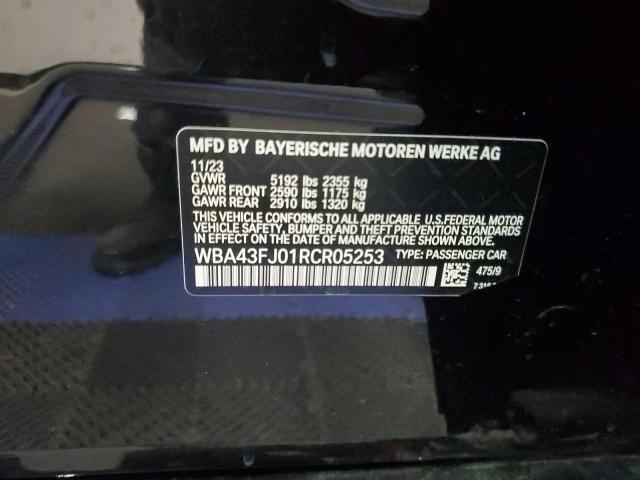 MFD BY BAYERISCHE MOTOREN WERKE AG
11/23
GVWR 5192 lbs 2355 kg
GAWR FRONT 2590 lbs 1175 kg
GAWR REAR 2910 lbs 1320 kg
THIS VEHICLE CONFORMS TO ALL APPLICABLE U.S.FEDERAL MOTOR
VEHICLE SAFETY, BUMPER AND THEFT PREVENTION STANDARDS
IN EFFECT ON THE DATE OF MANUFACTURE SHOWN ABOVE.
WBA43FJ01RCR05253 TYPE: PASSENGER CAR
475/9